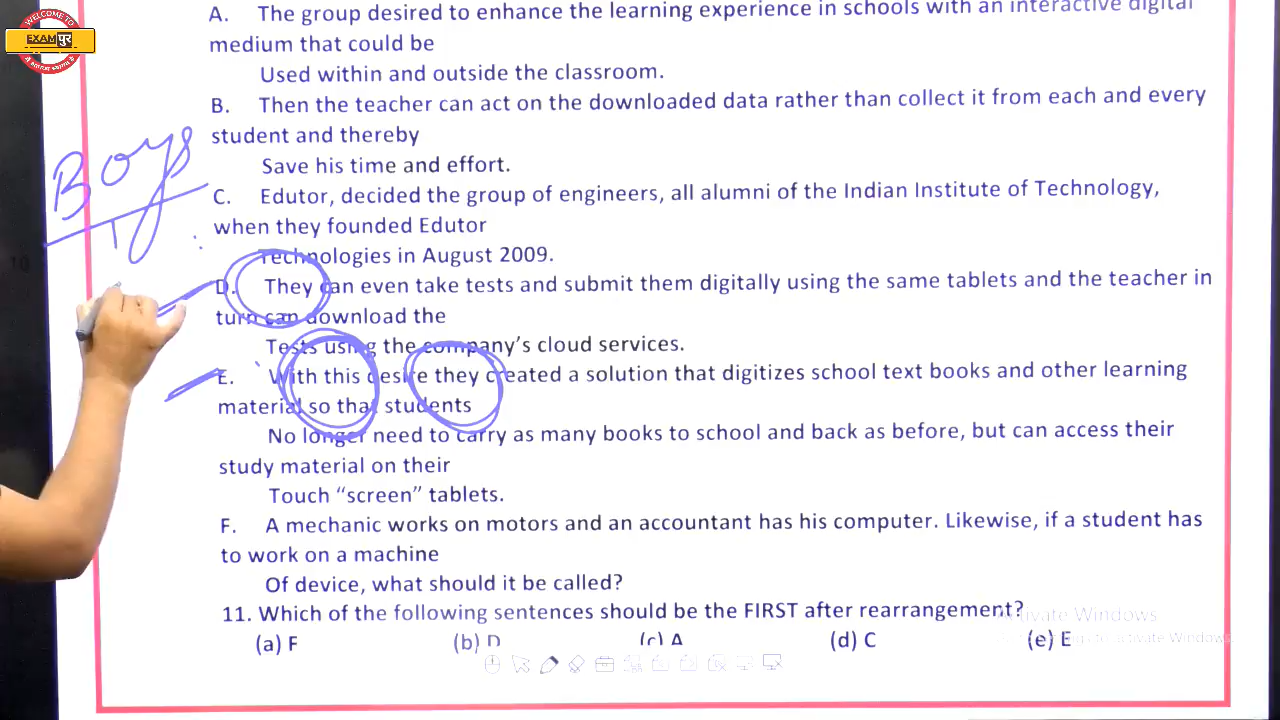 WELCOME TO
EXAM पुर
A. The group desired to enhance the learning experience in schools with an interactive digital
medium that could be
Used within and outside the classroom.
B. Then the teacher can act on the downloaded data rather than collect it from each and every
student and thereby
Save his time and effort.
Boys
C. Edutor, decided the group of engineers, all alumni of the Indian Institute of Technology,
when they founded Edutor
Technologies in August 2009.
D. They can even take tests and submit them digitally using the same tablets and the teacher in
turn can download the
Tests using the company's cloud services.
E. With this desire they created a solution that digitizes school text books and other learning
material so that students
No longer need to carry as many books to school and back as before, but can access their
study material on their
Touch “screen” tablets.
F. A mechanic works on motors and an accountant has his computer. Likewise, if a student has
to work on a machine
Of device, what should it be called?
11. Which of the following sentences should be the FIRST after rearrangement?
Activate Windows
(a) F (b) D (c) A (d) C (e) E